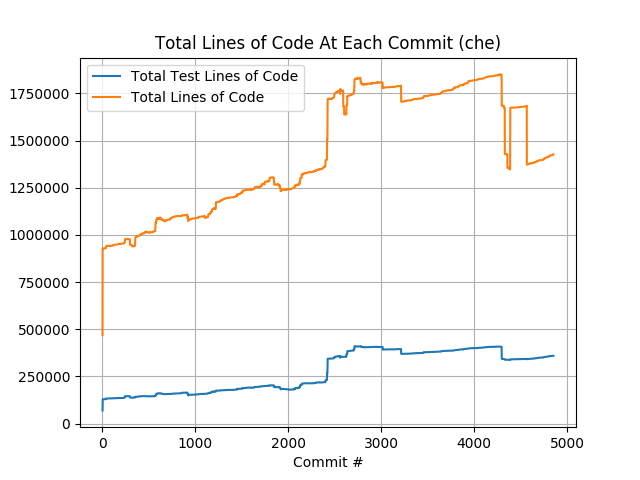 Total Lines of Code At Each Commit (che)
Total Test Lines of Code
Total Lines of Code
1750000
1500000
1250000
1000000
750000
500000
250000
0
0 1000 2000 3000 4000 5000
Commit #